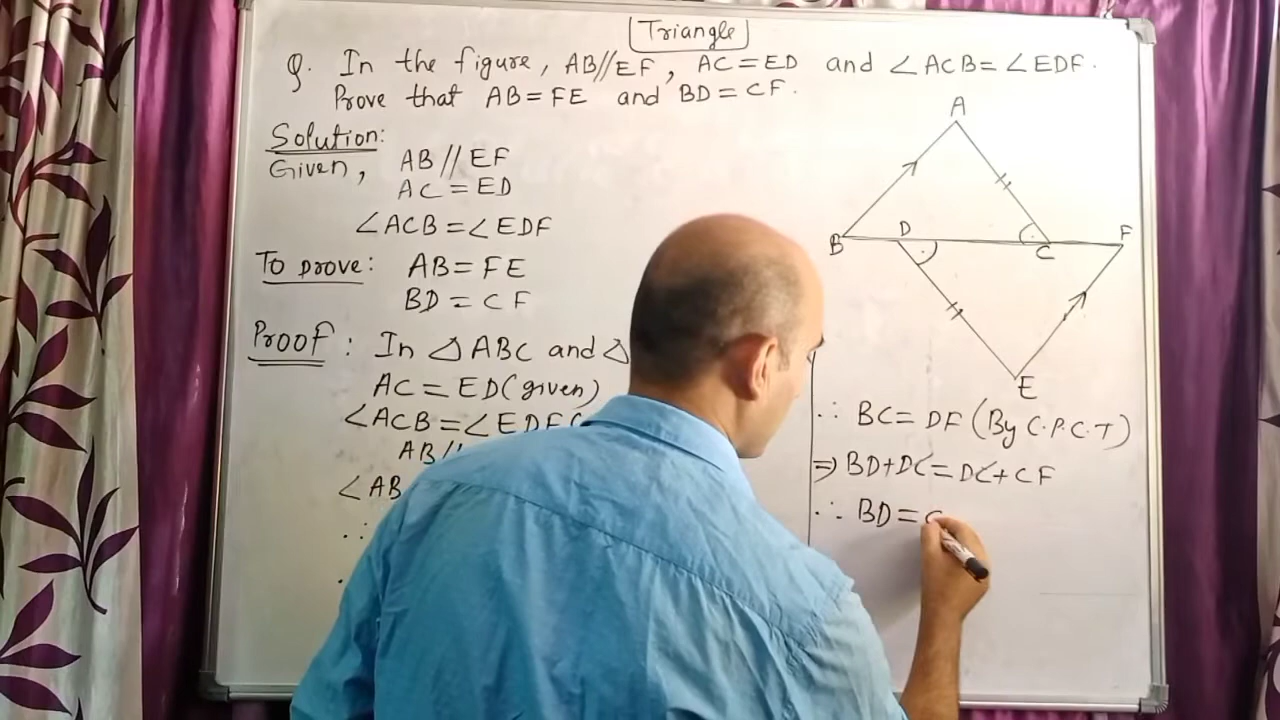 Triangle
Q. In the figure, AB//EF, AC=ED and ∠ACB=∠EDF.
Prove that AB=FE and BD=CF.
Solution:
Given, AB//EF
AC=ED
∠ACB=∠EDF
To prove: AB=FE
BD=CF
Proof: In △ABC and △
AC=ED(given)
∠ACB=∠EDF(
AB//
∠AB
∴
∴
∴ BC=DF(By C.P.C.T)
⇒ BD+DC=DC+CF
∴ BD=C
A
B
D
C
F
E